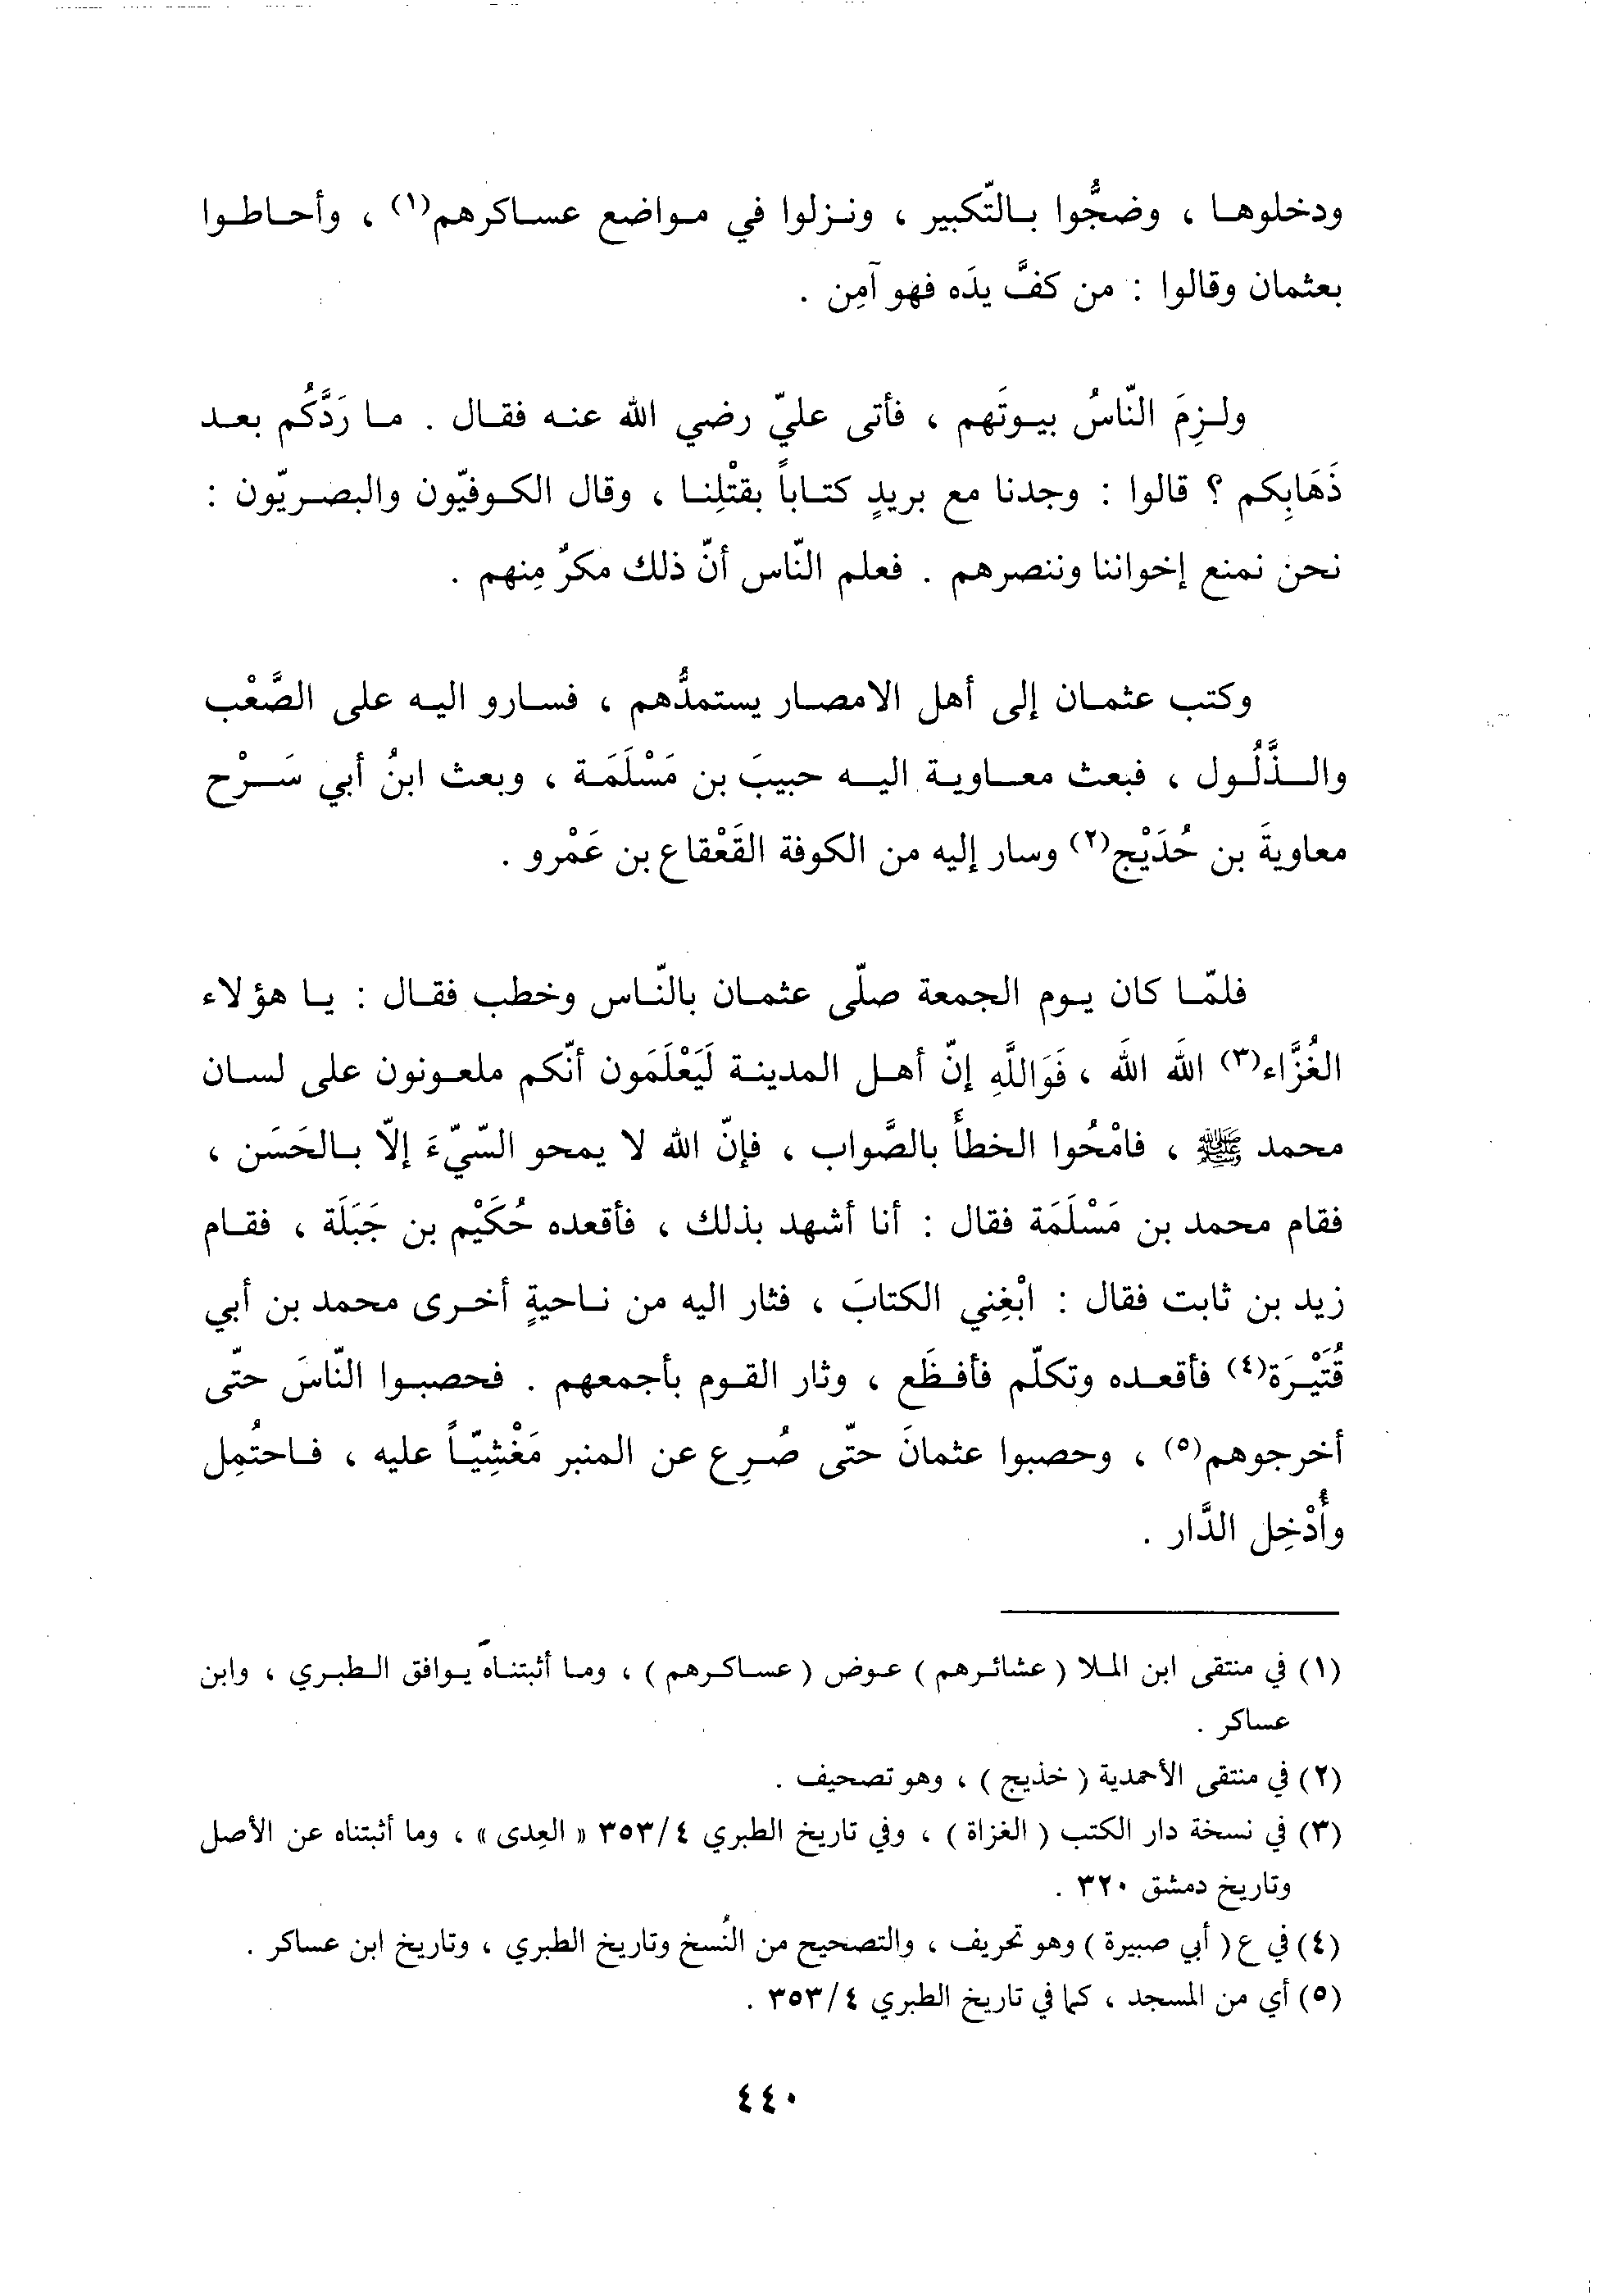 ودخلوها ، وضجُّوا بالتّكبير ، ونزلوا في مواضع عساكرهم(١) ، وأحاطوا
بعثمان وقالوا : من كفَّ يدَه فهو آمِن .
ولزِمَ النّاسُ بيوتَهم ، فأتى عليّ رضي الله عنه فقال . ما رَدَّكُم بعد
ذَهَابِكم ؟ قالوا : وجدنا مع بريدٍ كتاباً بقتْلِنا ، وقال الكوفيّون والبصريّون :
نحن نمنع إخواننا وننصرهم . فعلم النّاس أنّ ذلك مكرٌ مِنهم .
وكتب عثمان إلى أهل الامصار يستمدُّهم ، فسارو اليه على الصَّعْب
والذَّلُول ، فبعث معاوية اليه حبيبَ بن مَسْلَمَة ، وبعث ابنُ أبي سَرْح
معاويةَ بن حُدَيْج(٢) وسار إليه من الكوفة القَعْقاع بن عَمْرو .
فلمّا كان يوم الجمعة صلّى عثمان بالنّاس وخطب فقال : يا هؤلاء
الغُزَّاء(٣) اللهَ اللهَ ، فَوَاللَّهِ إنّ أهل المدينة لَيَعْلَمَون أنّكم ملعونون على لسان
محمد ﷺ ، فامْحُوا الخطأَ بالصَّواب ، فإنّ الله لا يمحو السّيّءَ إلّا بالحَسَن ،
فقام محمد بن مَسْلَمَة فقال : أنا أشهد بذلك ، فأقعده حُكَيْم بن جَبَلَة ، فقام
زيد بن ثابت فقال : ابْغِني الكتابَ ، فثار اليه من ناحيةٍ أخرى محمد بن أبي
قُتَيْرَة(٤) فأقعده وتكلّم فأفظَع ، وثار القوم بأجمعهم . فحصبوا النّاسَ حتّى
أخرجوهم(٥) ، وحصبوا عثمانَ حتّى صُرِع عن المنبر مَغْشِيّاً عليه ، فاحتُمِل
وأُدْخِل الدَّار .
(١) في منتقى ابن الملا ( عشائرهم ) عوض ( عساكرهم ) ، وما أثبتناه يوافق الطبري ، وابن
عساكر .
(٢) في منتقى الأحمدية ( خذيج ) ، وهو تصحيف .
(٣) في نسخة دار الكتب ( الغزاة ) ، وفي تاريخ الطبري ٣٥٣/٤ « العِدى » ، وما أثبتناه عن الأصل
وتاريخ دمشق ٣٢٠ .
(٤) في ع ( أبي صبيرة ) وهو تحريف ، والتصحيح من النُسخ وتاريخ الطبري ، وتاريخ ابن عساكر .
(٥) أي من المسجد ، كما في تاريخ الطبري ٣٥٣/٤ .
٤٤٠